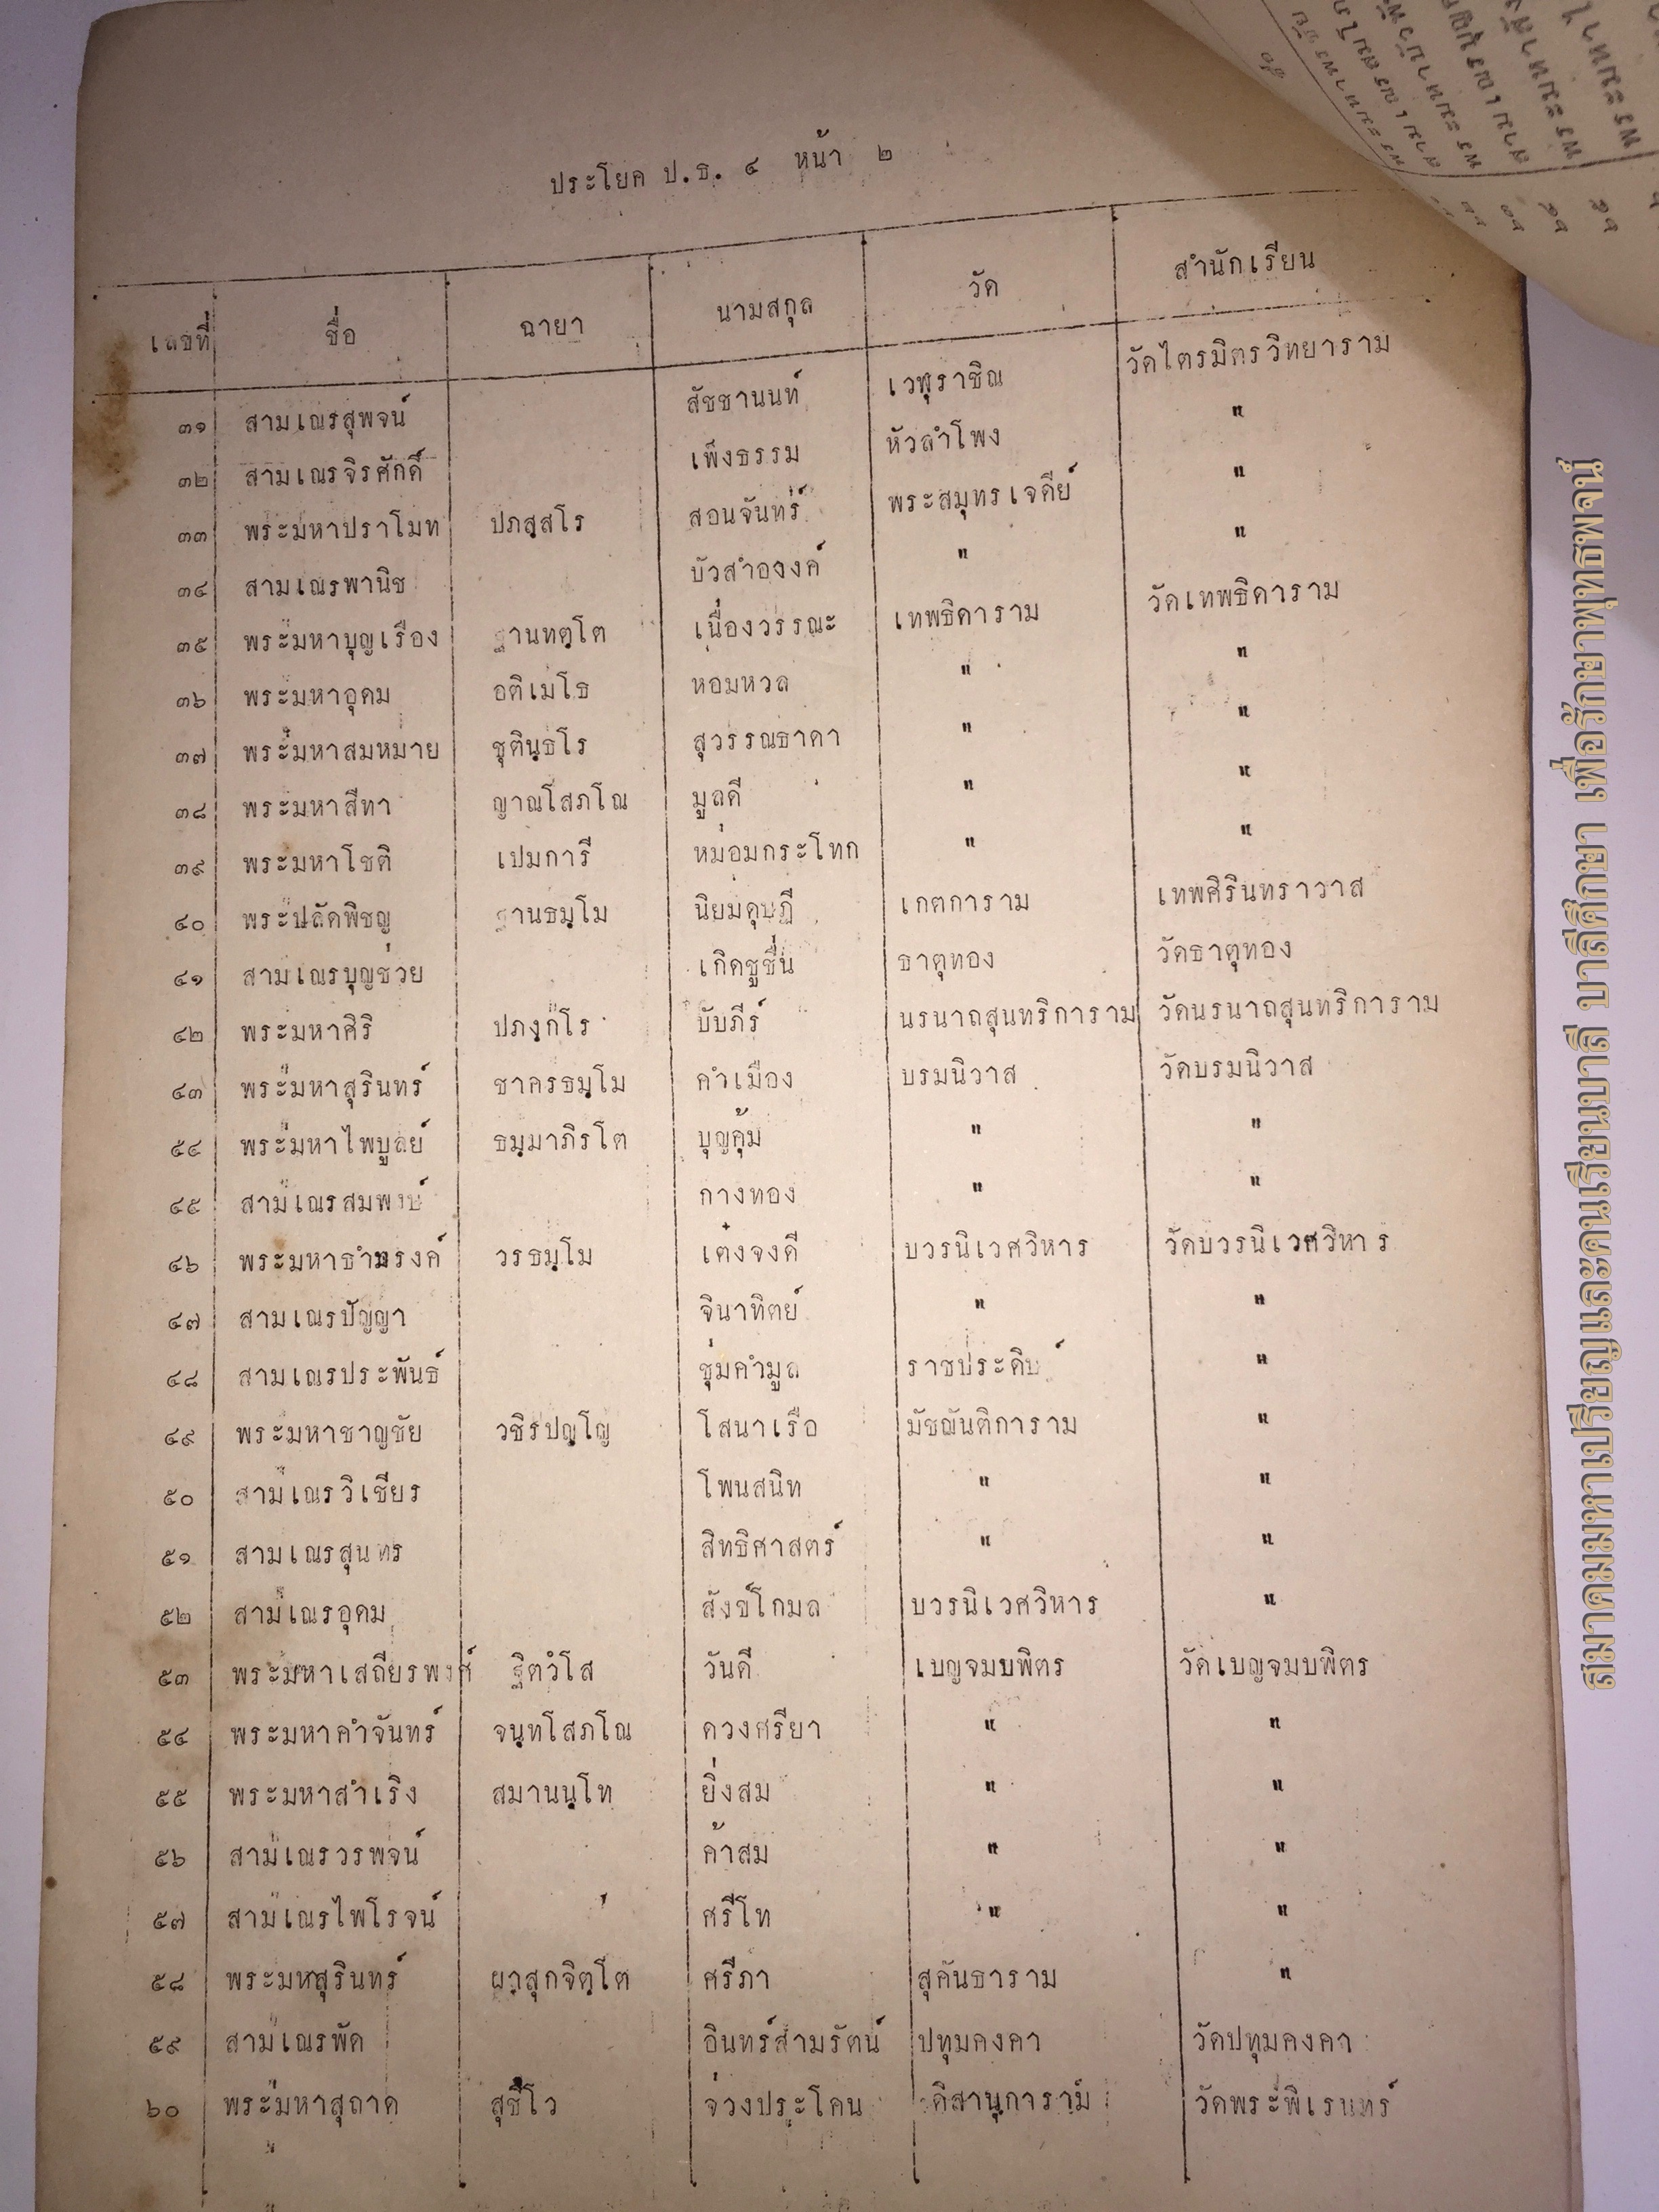 ประโยค ป.ธ. ๔ หน้า ๒
เลขที่ ชื่อ ฉายา นามสกุล วัด สำนักเรียน
๓๑ สามเณรสุพจน์ สัชชานนท์ เวฬุราชิณ วัดไตรมิตรวิทยาราม
๓๒ สามเณรจิรศักดิ์ เพ็งธรรม หัวลำโพง "
๓๓ พระมหาปราโมท ปภสฺสโร สอนจันทร์ พระสมุทรเจดีย์ "
๓๔ สามเณรพานิช บัวสำองงค์ " "
๓๕ พระมหาบุญเรือง ฐานทตฺโต เนื่องวรรณะ เทพธิดาราม วัดเทพธิดาราม
๓๖ พระมหาอุดม อติเมโธ หอมหวล " "
๓๗ พระมหาสมหมาย ชุตินฺธโร สุวรรณธาดา " "
๓๘ พระมหาสีทา ญาณโสภโณ มูลดี " "
๓๙ พระมหาโชติ เปมการี หม่อมกระโทก " "
๔๐ พระปลัดพิชญ ฐานธมฺโม นิยมดุษฎี เกตการาม เทพศิรินทราวาส
๔๑ สามเณรบุญช่วย เกิดชูชื่น ธาตุทอง วัดธาตุทอง
๔๒ พระมหาศิริ ปภงฺกโร บับภีร์ นรนาถสุนทริการาม วัดนรนาถสุนทริการาม
๔๓ พระมหาสุรินทร์ ธาครธมฺโม คำเมือง บรมนิวาส วัดบรมนิวาส
๔๔ พระมหาไพบูลย์ ธมฺมาภิรโต บุญคุ้ม " "
๔๕ สามเณรสมพงษ์ กางทอง " "
๔๖ พระมหาธำมรงค์ วรธมฺโม เต๋งจงดี บวรนิเวศวิหาร วัดบวรนิเวศวิหาร
๔๗ สามเณรปัญญา จินาทิตย์ " "
๔๘ สามเณรประพันธ์ ชุ่มคำมูล ราชประดิษ์ "
๔๙ พระมหาชาญชัย วชิรปญฺโญ โสนาเรือ มัชฌันติการาม "
๕๐ สามเณรวิเชียร โพนสนิท " "
๕๑ สามเณรสุนทร สิทธิศาสตร์ " "
๕๒ สามเณรอุดม สังข์โกมล บวรนิเวศวิหาร "
๕๓ พระมหาเสถียรพงศ์ ฐิตวํโส วันดี เบญจมบพิตร วัดเบญจมบพิตร
๕๔ พระมหาคำจันทร์ จนฺทโสภโณ ดวงศรียา " "
๕๕ พระมหาสำเริง สมานนฺโท ยิ่งสม " "
๕๖ สามเณรวรพจน์ ค้าสม " "
๕๗ สามเณรไพโรจน์ ศรีโท " "
๕๘ พระมหาสุรินทร์ ผาสุกจิตฺโต ศรีภา สุคันธาราม "
๕๙ สามเณรพัด อินทร์สามรัตน์ ปทุมคงคา วัดปทุมคงคา
๖๐ พระมหาสุถาด สุชีโว จ่วงประโคน ดิสานุการาม วัดพระพิเรนทร์
สมาคมมหาเปรียญและคนเรียนบาลี บาลีศึกษา เพื่อรักษาพุทธพจน์